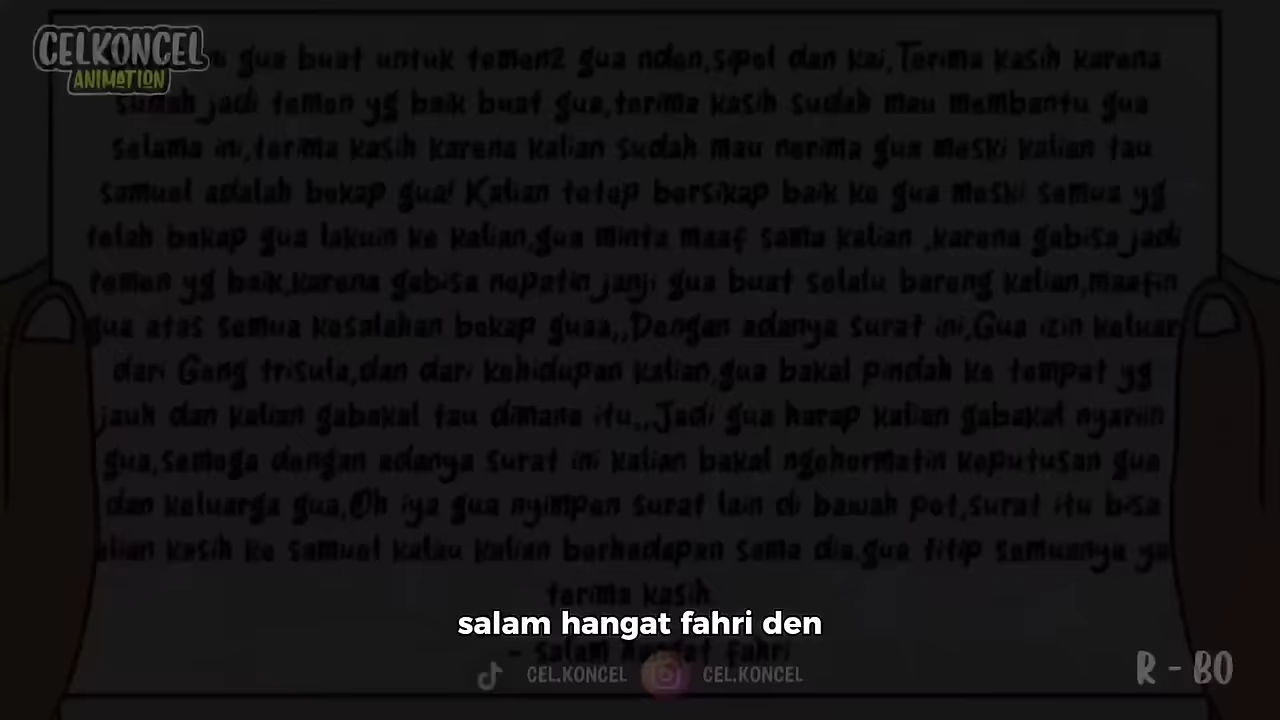 CELKONCEL
ANIMATION
gua buat untuk temen2 gua nden,sipet dan kai,Terima kasih karena
sudah jadi temen yg baik buat gua,terima kasih sudah mau membantu gua
selama ini,terima kasih karena kalian sudah mau nerima gua meski kalian tau
samuel adalah bokap gua! Kalian tetep bersikap baik ke gua meski semua yg
telah bokap gua lakuin ke kalian,gua minta maaf sama kalian ,karena gabisa jadi
temen yg baik,karena gabisa nepatin janji gua buat selalu bareng kalian,maafin
gua atas semua kesalahan bokap guaa,,Dengan adanya surat ini,Gua izin keluar
dari Geng trisula,dan dari kehidupan kalian,gua bakal pindah ke tempat yg
jauh dan kalian gabakal tau dimana itu,,Jadi gua harap kalian gabakal nyariin
gua,semoga dengan adanya surat ini kalian bakal ngehormatin keputusan gua
dan keluarga gua,Oh iya gua nyimpen surat lain di bawah pot,surat itu bisa
alian kasih ke samuel kalau kalian berhadapan sama dia,gua titip semuanya ya
terima kasih
salam hangat fahri den
- salam hangat fahri
CEL.KONCEL CEL.KONCEL
R - BO